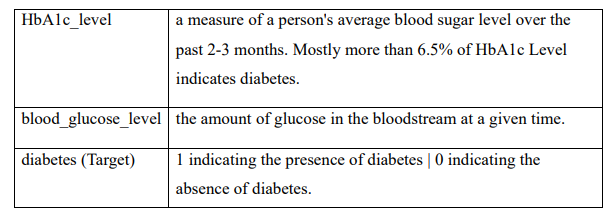 HbA1c_level
a measure of a person's average blood sugar level over the
past 2-3 months. Mostly more than 6.5% of HbA1c Level
indicates diabetes.
blood_glucose_level
the amount of glucose in the bloodstream at a given time.
diabetes (Target)
1 indicating the presence of diabetes | 0 indicating the
absence of diabetes.